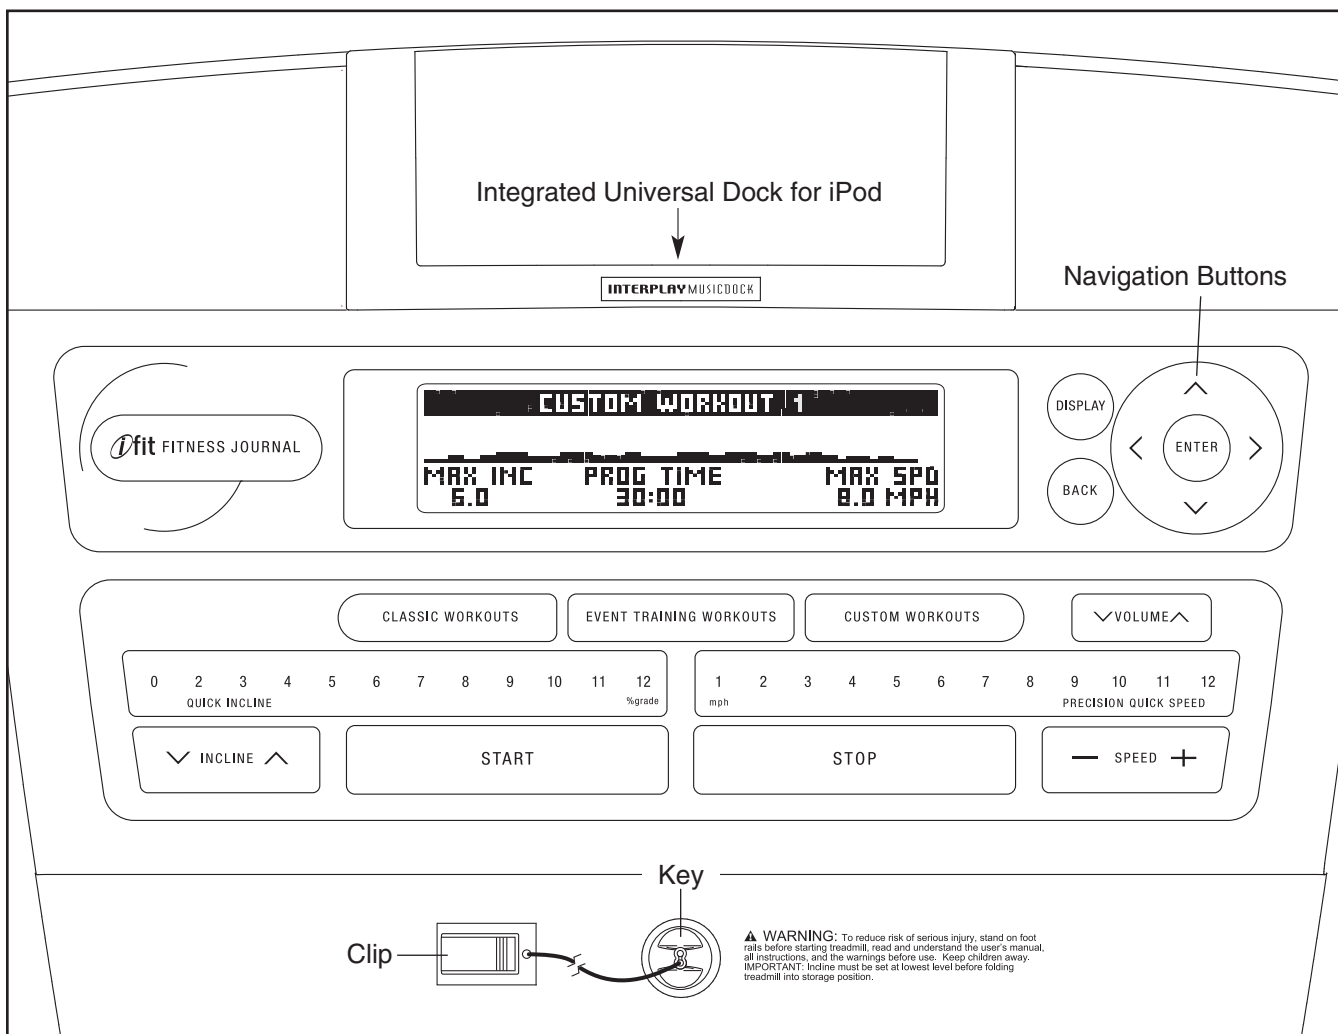 Integrated Universal Dock for iPod
INTERPLAY MUSICDOCK
Navigation Buttons
CUSTOM WORKOUT 1
MAX INC PROG TIME MAX SPD
5.0 30:00 8.0 MPH
ifit FITNESS JOURNAL
DISPLAY
BACK
ENTER
CLASSIC WORKOUTS
EVENT TRAINING WORKOUTS
CUSTOM WORKOUTS
VOLUME
0 2 3 4 5 6 7 8 9 10 11 12
QUICK INCLINE %grade
1 2 3 4 5 6 7 8 9 10 11 12
mph PRECISION QUICK SPEED
INCLINE
START
STOP
— SPEED +
Key
Clip
⚠ WARNING: To reduce risk of serious injury, stand on foot
rails before starting treadmill, read and understand the user's manual,
all instructions, and the warnings before use. Keep children away.
IMPORTANT: Incline must be set at lowest level before folding
treadmill into storage position.